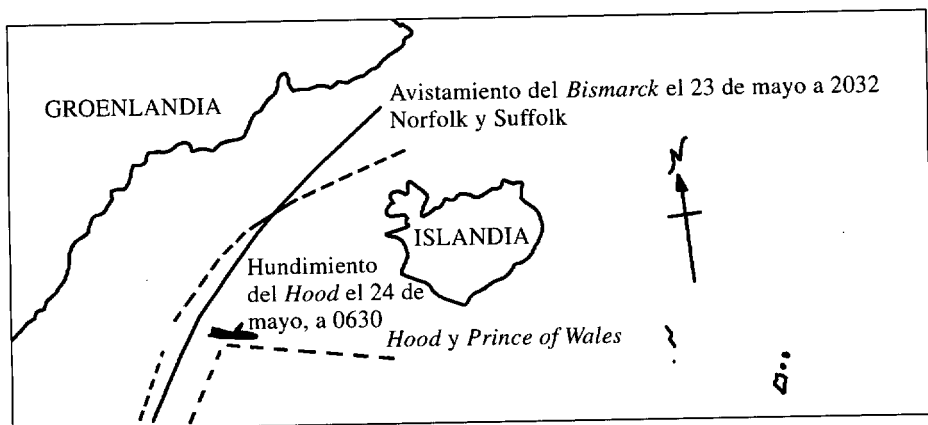 GROENLANDIA
Avistamiento del Bismarck el 23 de mayo a 2032
Norfolk y Suffolk
N
ISLANDIA
Hundimiento
del Hood el 24 de
mayo, a 0630
Hood y Prince of Wales